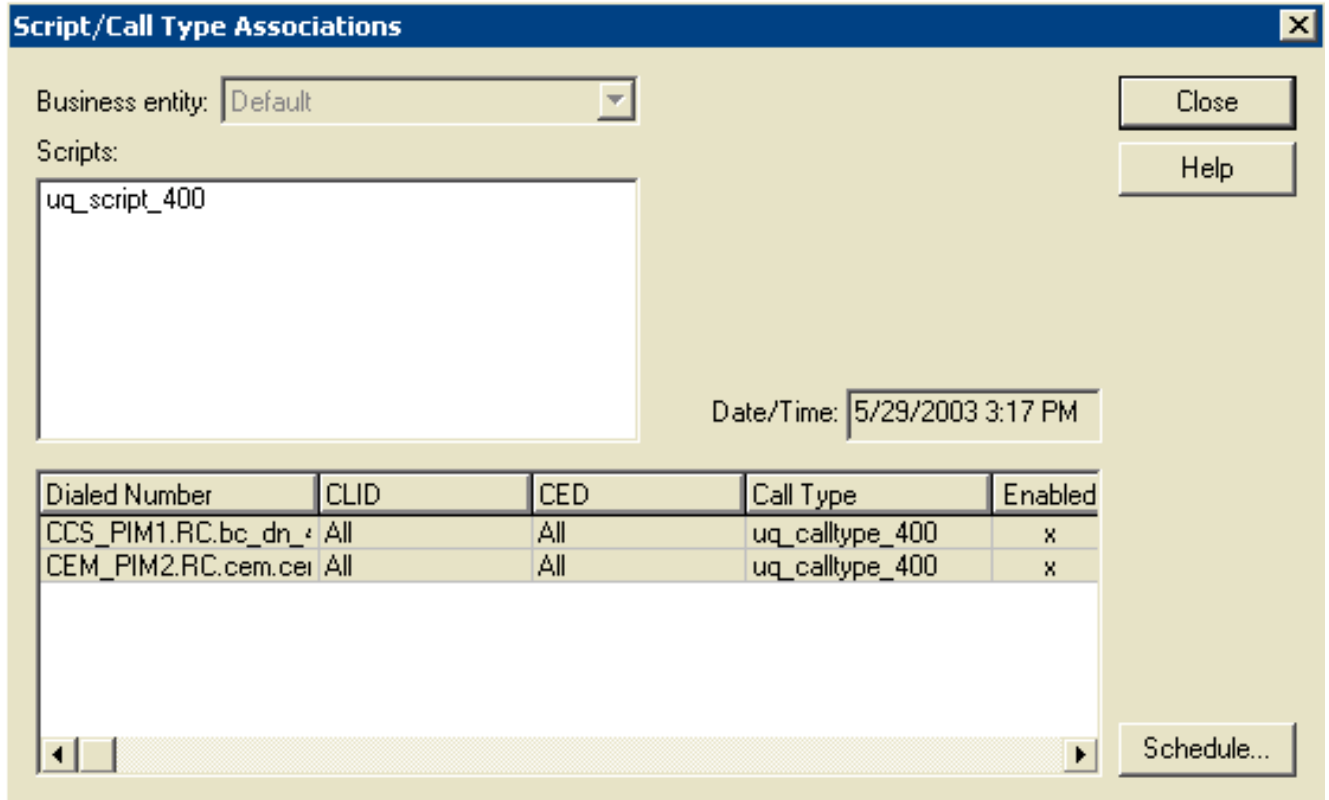 Script/Call Type Associations
Business entity: Default
Close
Scripts:
Help
uq_script_400
Date/Time: 5/29/2003 3:17 PM
Dialed Number CLID CED Call Type Enabled
CCS_PIM1.RC.bc_dn_ All All uq_calltype_400 x
CEM_PIM2.RC.cem.cei All All uq_calltype_400 x
Schedule...